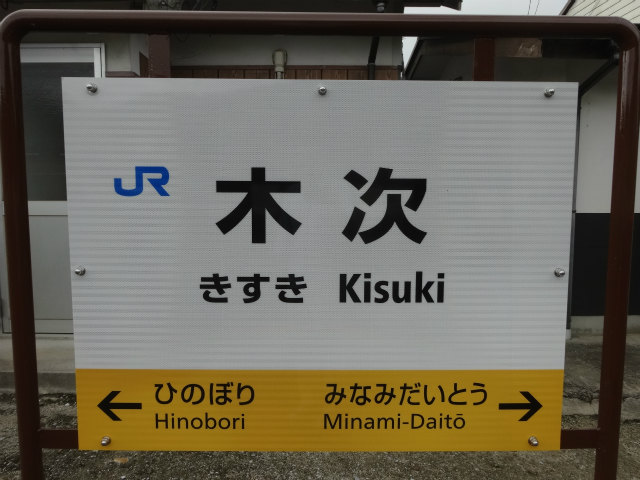 JR 木次
きすき Kisuki
← ひのぼり みなみだいとう →
Hinobori Minami-Daitō